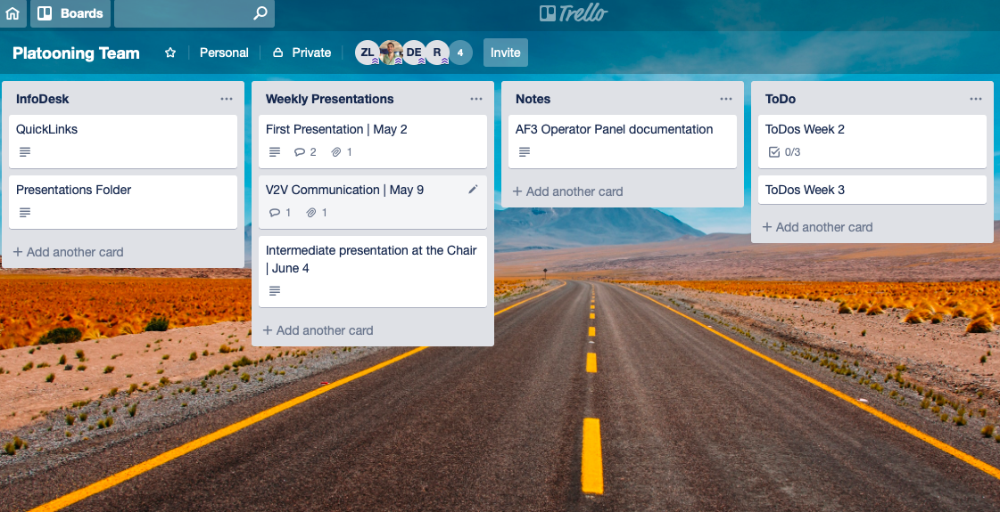 Boards
Trello
Platooning Team
Personal
Private
ZL
DE
R
4
Invite
InfoDesk
QuickLinks
Presentations Folder
+ Add another card
Weekly Presentations
First Presentation | May 2
2
1
V2V Communication | May 9
1
1
Intermediate presentation at the Chair
| June 4
+ Add another card
Notes
AF3 Operator Panel documentation
+ Add another card
ToDo
ToDos Week 2
0/3
ToDos Week 3
+ Add another card